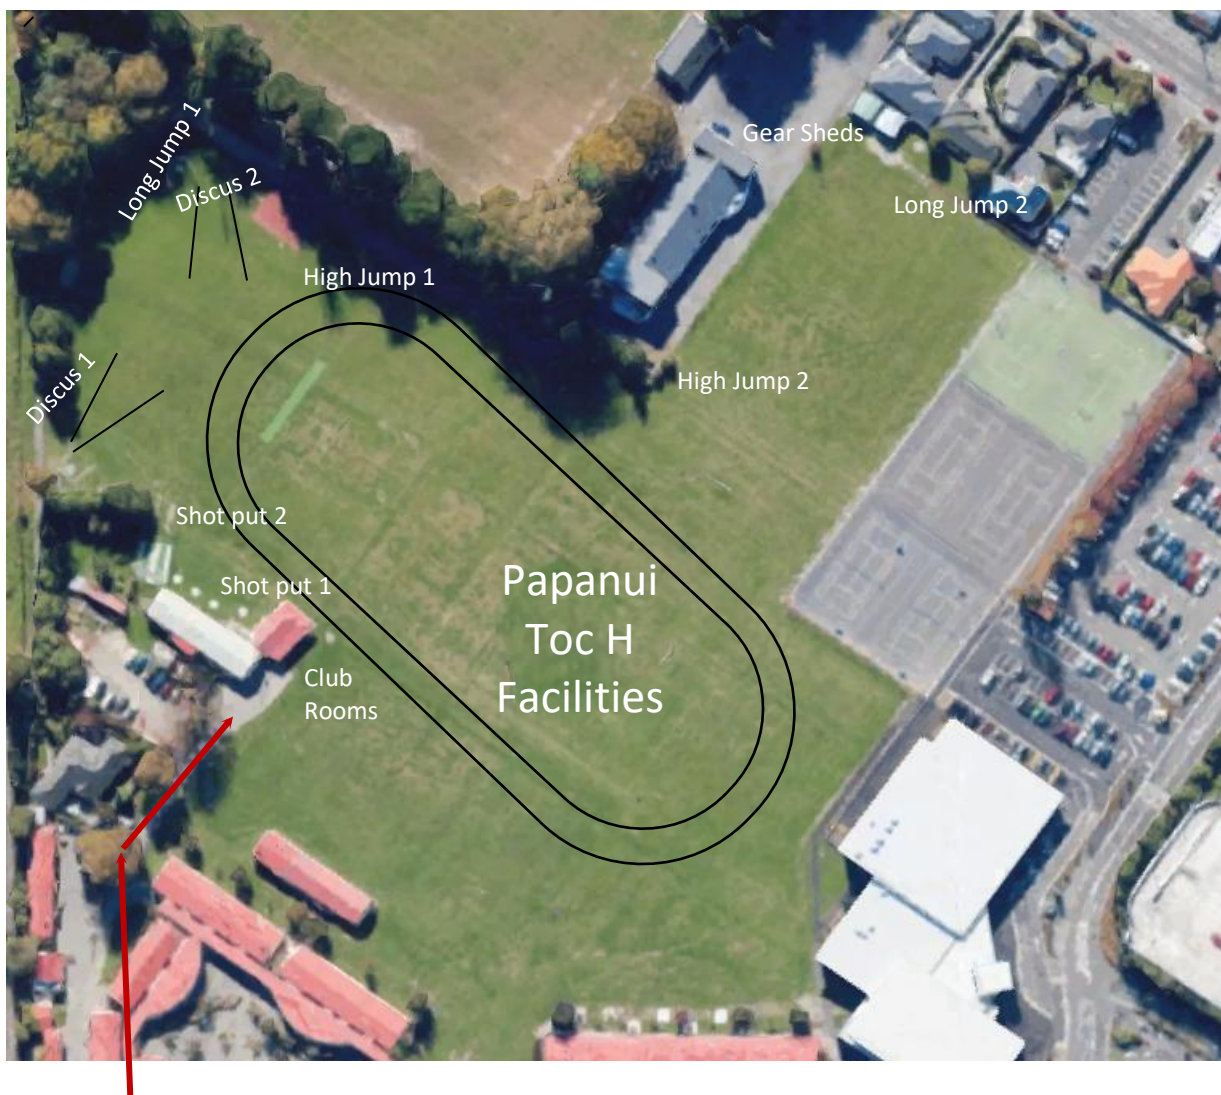 Long Jump 1
Discus 2
Gear Sheds
Long Jump 2
High Jump 1
High Jump 2
Discus 1
Shot put 2
Shot put 1
Papanui
Toc H
Facilities
Club
Rooms